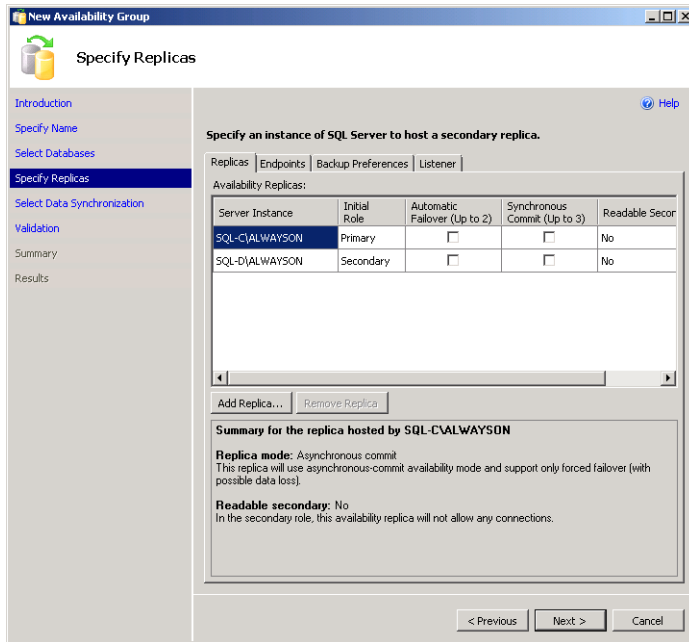 New Availability Group
Specify Replicas
Introduction
Specify Name
Select Databases
Specify Replicas
Select Data Synchronization
Validation
Summary
Results
Help
Specify an instance of SQL Server to host a secondary replica.
Replicas Endpoints Backup Preferences Listener
Availability Replicas:
Server Instance Initial Role Automatic Failover (Up to 2) Synchronous Commit (Up to 3) Readable Secon
SQL-C\ALWAYSON Primary No
SQL-D\ALWAYSON Secondary No
Add Replica... Remove Replica
Summary for the replica hosted by SQL-C\ALWAYSON
Replica mode: Asynchronous commit
This replica will use asynchronous-commit availability mode and support only forced failover (with
possible data loss).
Readable secondary: No
In the secondary role, this availability replica will not allow any connections.
< Previous Next > Cancel